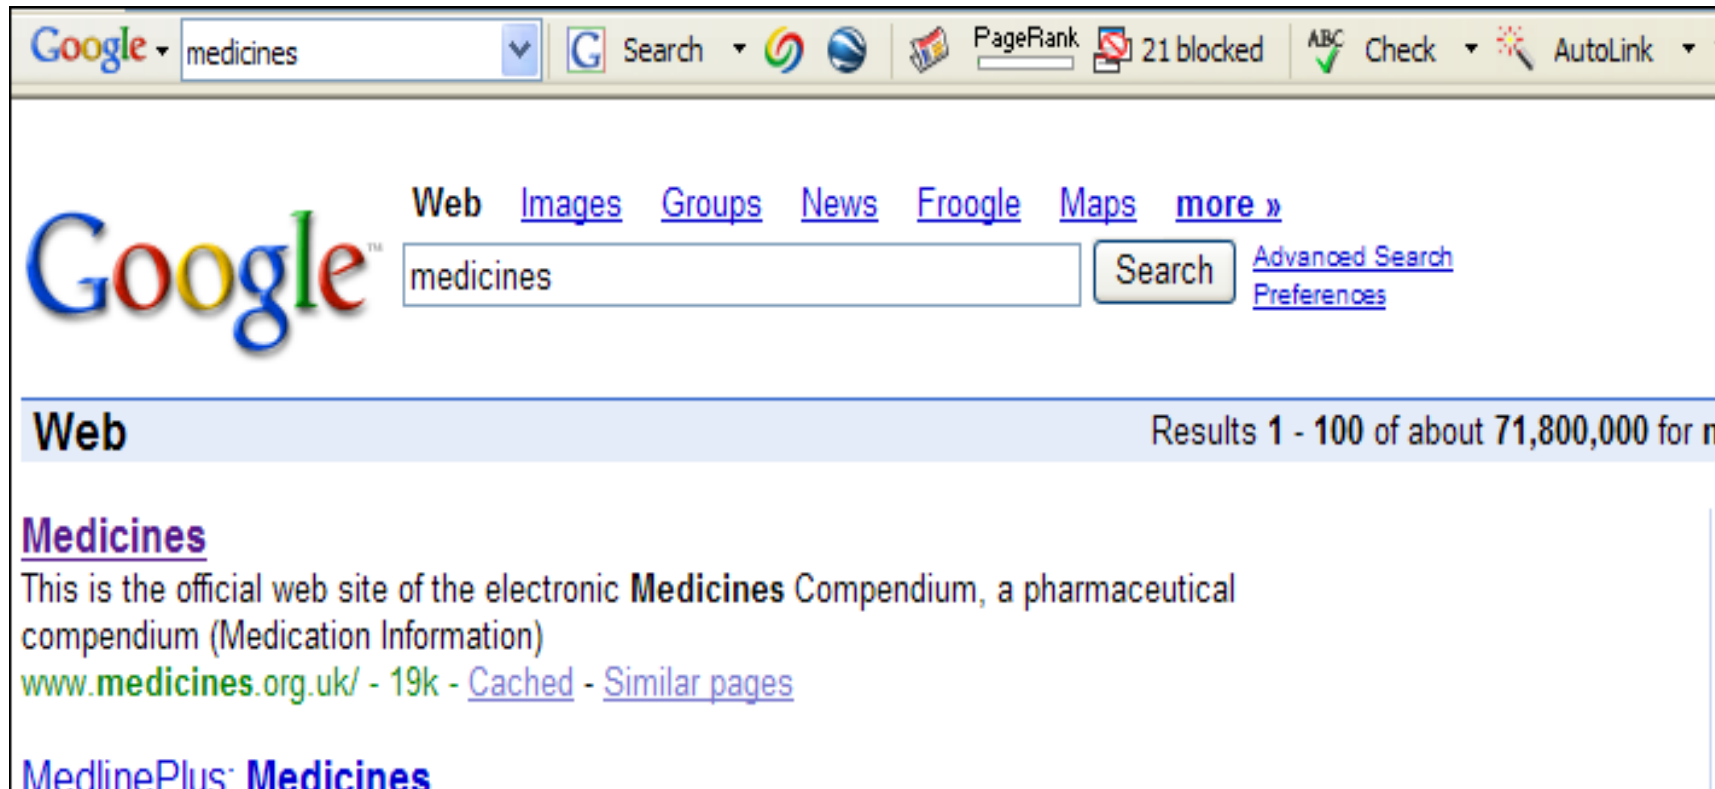 Google medicines G Search PageRank 21 blocked ABC Check AutoLink
Web Images Groups News Froogle Maps more »
Google™ medicines Search Advanced Search
Preferences
Web Results 1 - 100 of about 71,800,000 for
Medicines
This is the official web site of the electronic Medicines Compendium, a pharmaceutical
compendium (Medication Information)
www.medicines.org.uk/ - 19k - Cached - Similar pages
MedlinePlus: Medicines